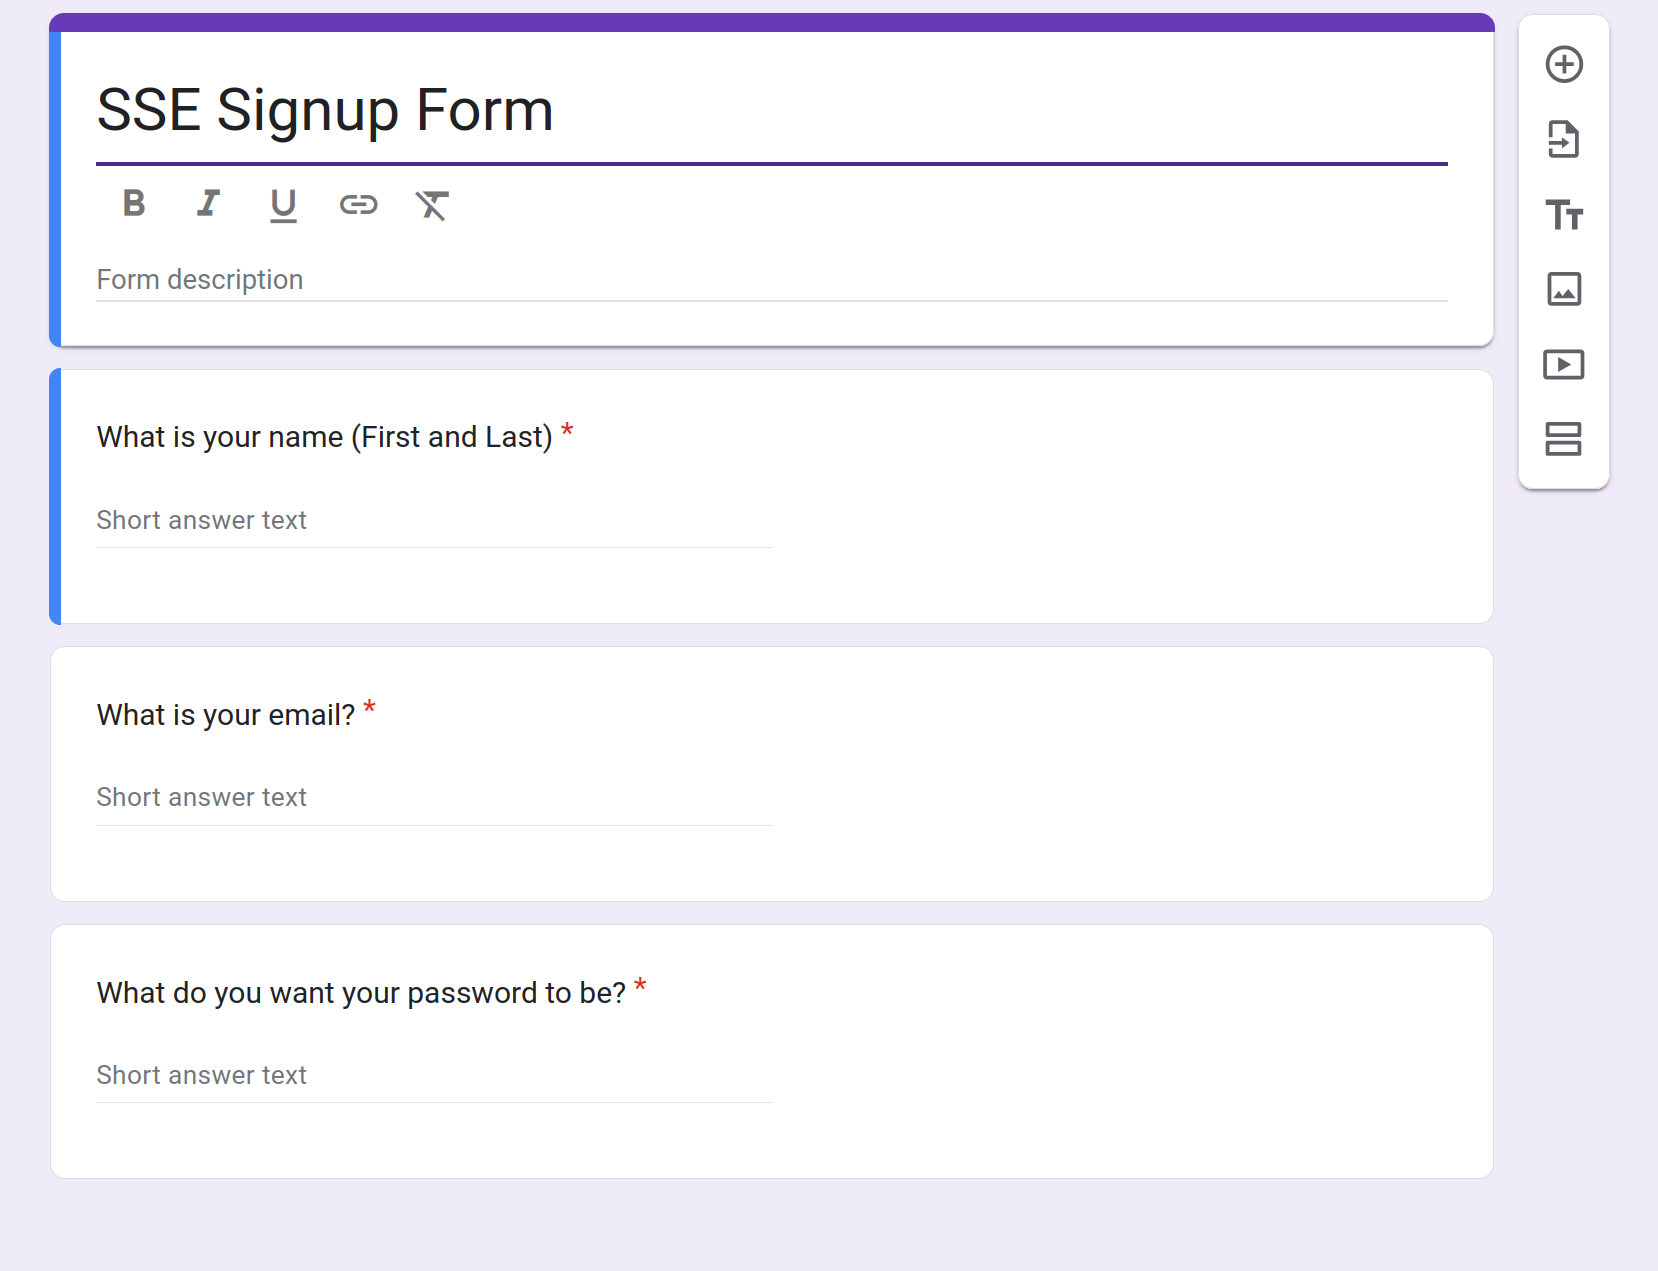 SSE Signup Form
B I U
Form description
What is your name (First and Last) *
Short answer text
What is your email? *
Short answer text
What do you want your password to be? *
Short answer text